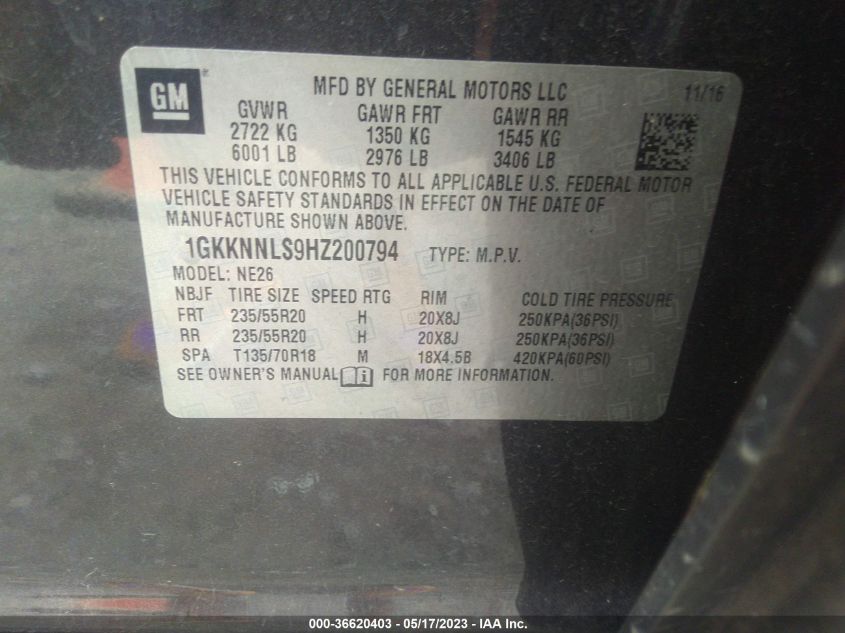 GM
MFD BY GENERAL MOTORS LLC
11/16
GVWR GAWR FRT GAWR RR
2722 KG 1350 KG 1545 KG
6001 LB 2976 LB 3406 LB
THIS VEHICLE CONFORMS TO ALL APPLICABLE U.S. FEDERAL MOTOR
VEHICLE SAFETY STANDARDS IN EFFECT ON THE DATE OF
MANUFACTURE SHOWN ABOVE.
1GKKNNLS9HZ200794 TYPE: M.P.V.
MODEL: NE26
NBJF TIRE SIZE SPEED RTG RIM COLD TIRE PRESSURE
FRT 235/55R20 H 20X8J 250KPA(36PSI)
RR 235/55R20 H 20X8J 250KPA(36PSI)
SPA T135/70R18 M 18X4.5B 420KPA(60PSI)
SEE OWNER'S MANUAL FOR MORE INFORMATION.
000-36620403 — 05/17/2023 — IAA Inc.